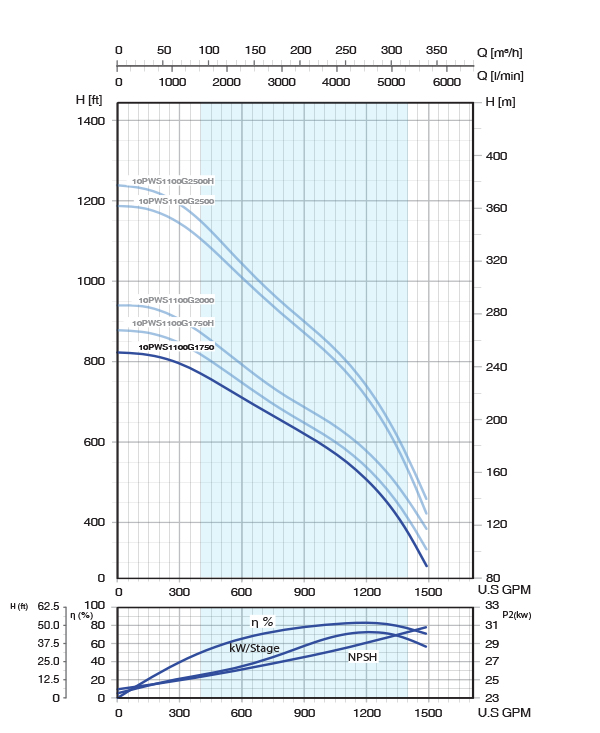 0 50 100 150 200 250 300 350 Q [m³/h]
0 1000 2000 3000 4000 5000 6000 Q [l/min]
H [ft] H [m]
1400
400
10PWS1100G2500H
1200 10PWS1100G2500 360
320
1000
10PWS1100G2000 280
10PWS1100G1750H
10PWS1100G1750
800 240
200
600
160
400 120
0 80
0 300 600 900 1200 1500 U.S GPM
H (ft) 62.5 η (%) 100 33 P2(kw)
50.0 80 η % 31
37.5 60 kW/Stage 29
25.0 40 NPSH 27
12.5 20 25
0 0 23
0 300 600 900 1200 1500 U.S GPM